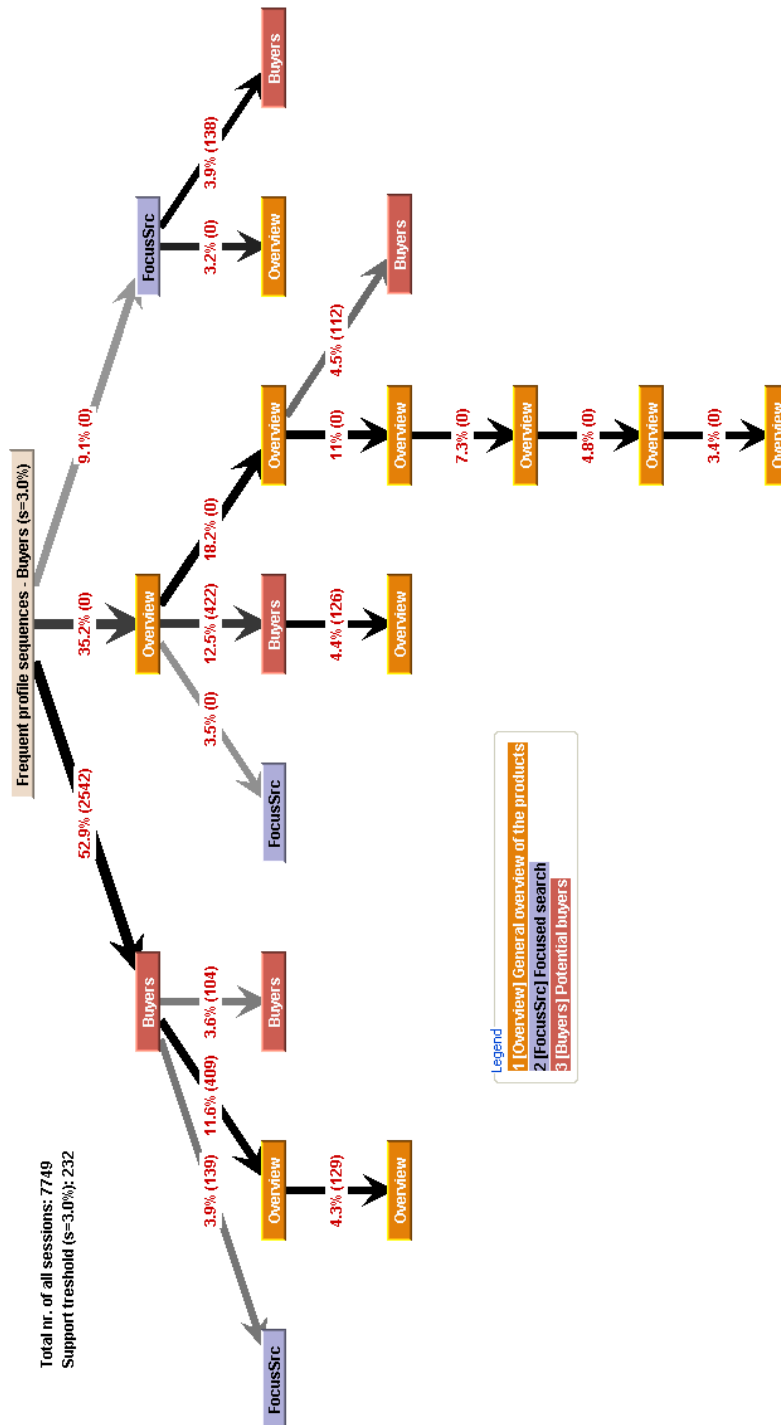 Total nr. of all sessions: 7749
Support treshold (s=3.0%): 232
Frequent profile sequences - Buyers (s=3.0%)
52.9% (2542)
35.2% (0)
9.1% (0)
Buyers
Overview
FocusSrc
3.9% (139)
11.6% (409)
3.6% (104)
3.5% (0)
12.5% (422)
18.2% (0)
3.2% (0)
3.9% (138)
FocusSrc
Overview
Buyers
FocusSrc
Buyers
Overview
Overview
Buyers
4.3% (129)
4.4% (126)
11% (0)
4.5% (112)
Overview
Overview
Overview
Buyers
7.3% (0)
Overview
4.8% (0)
Overview
3.4% (0)
Overview
Legend
1 [Overview] General overview of the products
2 [FocusSrc] Focused search
3 [Buyers] Potential buyers